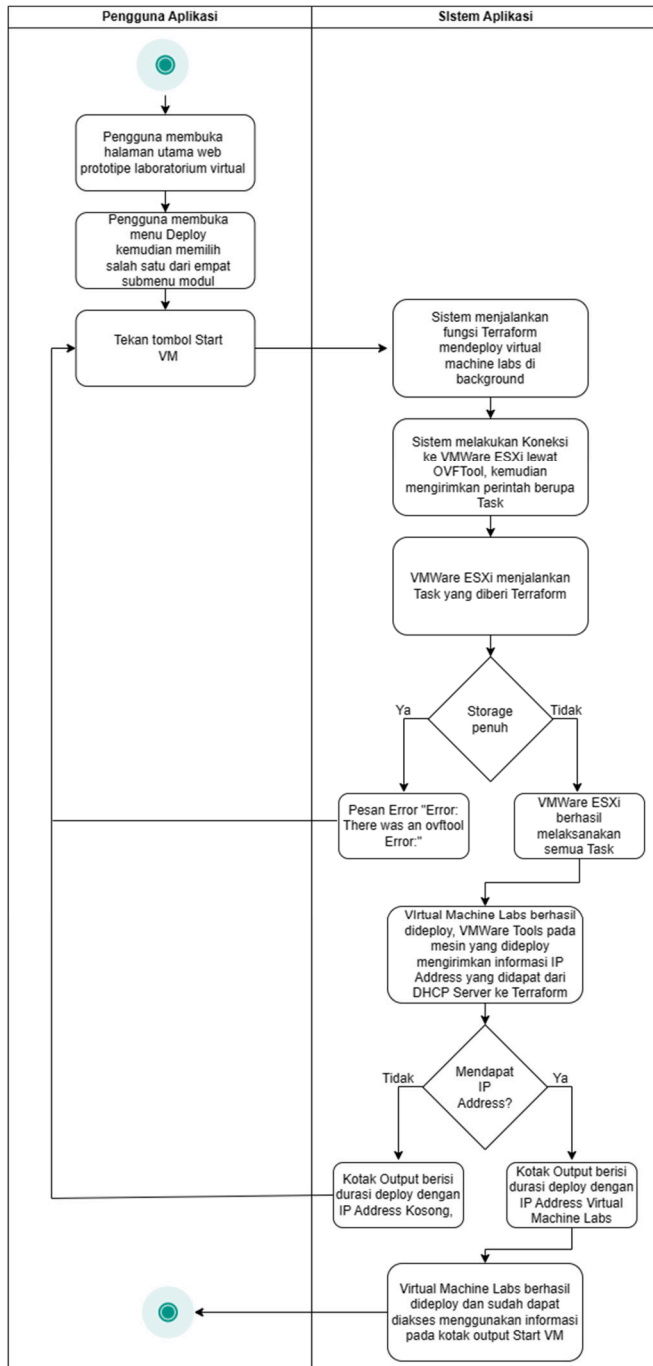 Pengguna Aplikasi
Sistem Aplikasi
Pengguna membuka
halaman utama web
prototipe laboratorium virtual
Pengguna membuka
menu Deploy
kemudian memilih
salah satu dari empat
submenu modul
Tekan tombol Start
VM
Sistem menjalankan
fungsi Terraform
mendeploy virtual
machine labs di
background
Sistem melakukan Koneksi
ke VMWare ESXi lewat
OVFTool, kemudian
mengirimkan perintah berupa
Task
VMWare ESXi menjalankan
Task yang diberi Terraform
Storage
penuh
Ya
Tidak
Pesan Error "Error:
There was an ovftool
Error:"
VMWare ESXi
berhasil
melaksanakan
semua Task
Virtual Machine Labs berhasil
dideploy, VMWare Tools pada
mesin yang dideploy
mengirimkan informasi IP
Address yang didapat dari
DHCP Server ke Terraform
Mendapat
IP
Address?
Tidak
Ya
Kotak Output berisi
durasi deploy dengan
IP Address Kosong,
Kotak Output berisi
durasi deploy dengan
IP Address Virtual
Machine Labs
Virtual Machine Labs berhasil
dideploy dan sudah dapat
diakses menggunakan informasi
pada kotak output Start VM